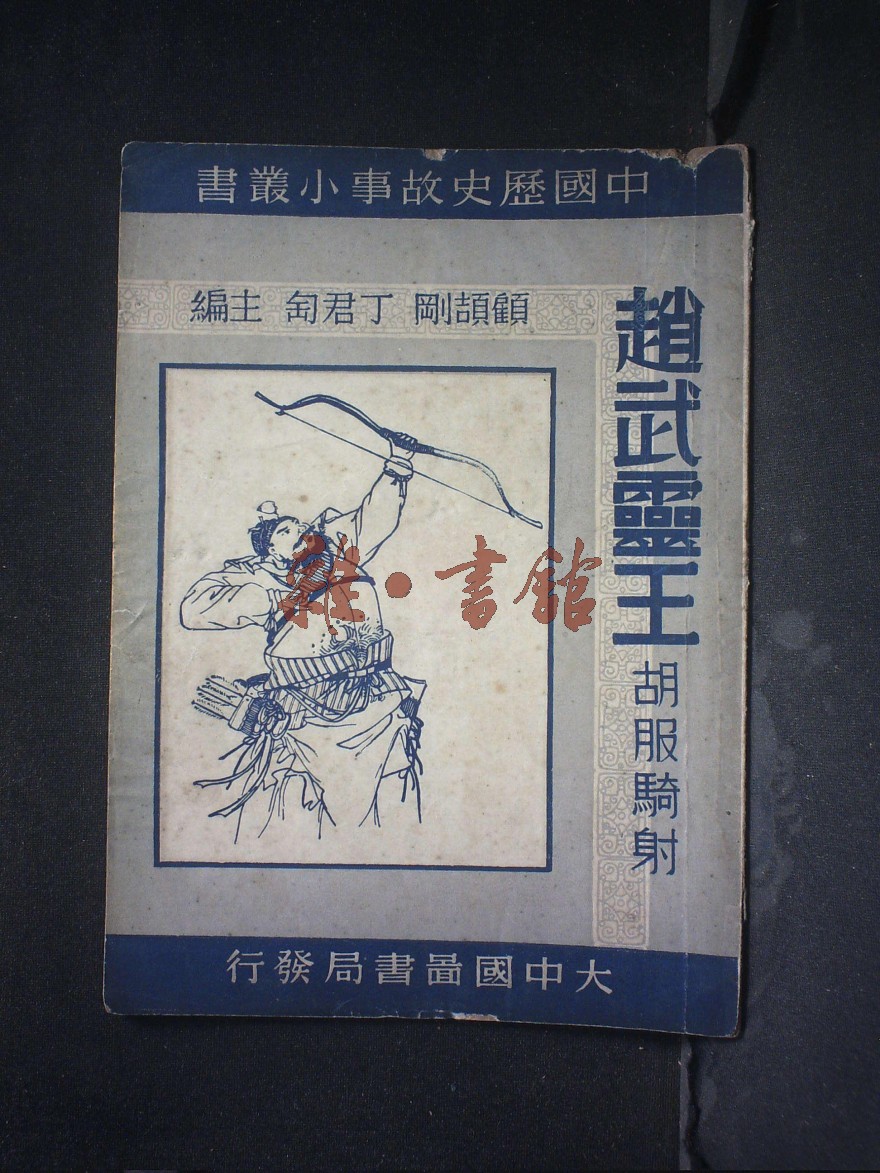 中國歷史故事小叢書
顧頡剛 丁君匋 主編
趙武靈王
胡服騎射
雜·書館
大中國圖書局發行